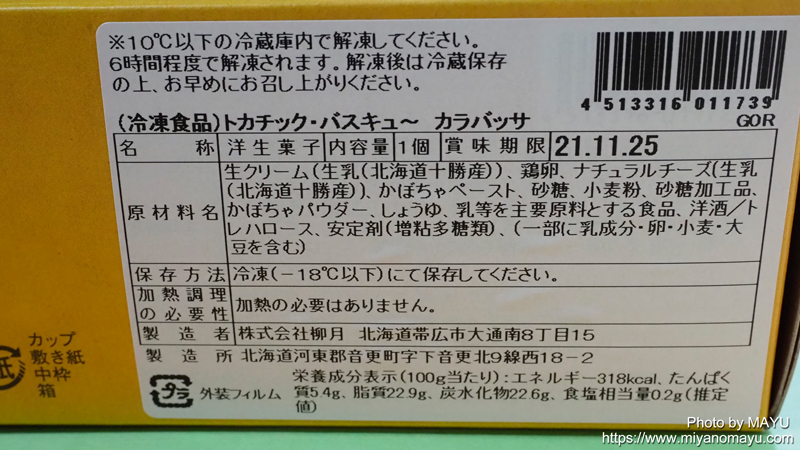 ※10℃以下の冷蔵庫内で解凍してください。
6時間程度で解凍されます。解凍後は冷蔵保存
の上、お早めにお召し上がりください。
4 513316 011739
GOR
(冷凍食品)トカチック・バスキュ～ カラバッサ
名称 洋生菓子 内容量 1個 賞味期限 21.11.25
原材料名
生クリーム(生乳(北海道十勝産))、鶏卵、ナチュラルチーズ(生乳
(北海道十勝産))、かぼちゃペースト、砂糖、小麦粉、砂糖加工品、
かぼちゃパウダー、しょうゆ、乳等を主要原料とする食品、洋酒／ト
レハロース、安定剤(増粘多糖類)、(一部に乳成分・卵・小麦・大
豆を含む)
保存方法 冷凍(－18℃以下)にて保存してください。
加熱調理
の必要性
加熱の必要はありません。
製造者 株式会社柳月 北海道帯広市大通南8丁目15
製造所 北海道河東郡音更町字下音更北9線西18-2
プラ 外装フィルム
栄養成分表示(100g当たり):エネルギー318kcal、たんぱく
質5.4g、脂質22.9g、炭水化物22.6g、食塩相当量0.2g(推定
値)
紙
カップ
敷き紙
中枠
箱
Photo by MAYU
https://www.miyanomayu.com/